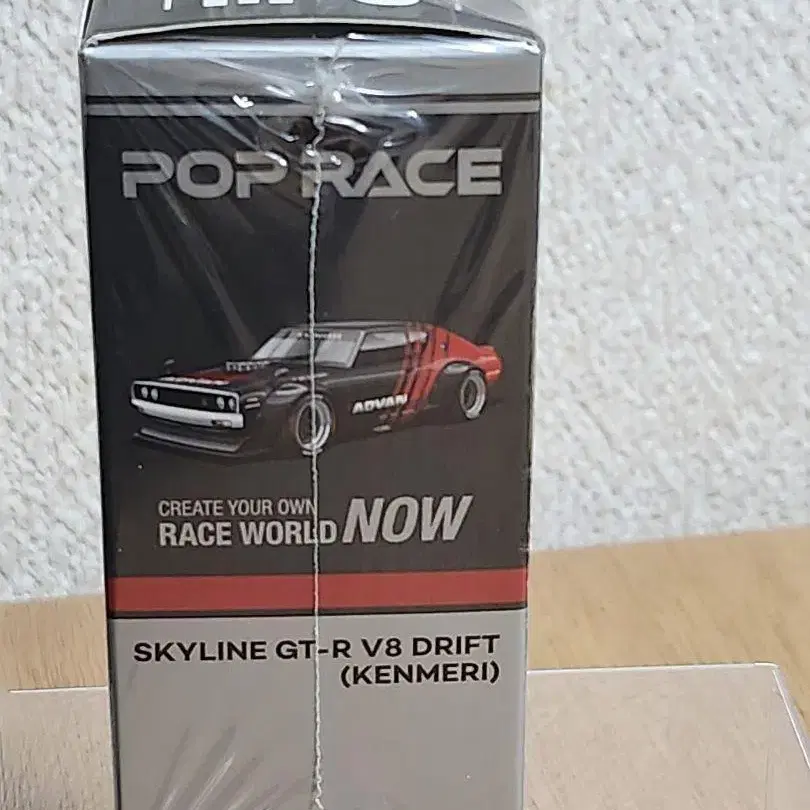 POP RACE
ADVAN
CREATE YOUR OWN
RACE WORLD NOW
SKYLINE GT-R V8 DRIFT
(KENMERI)